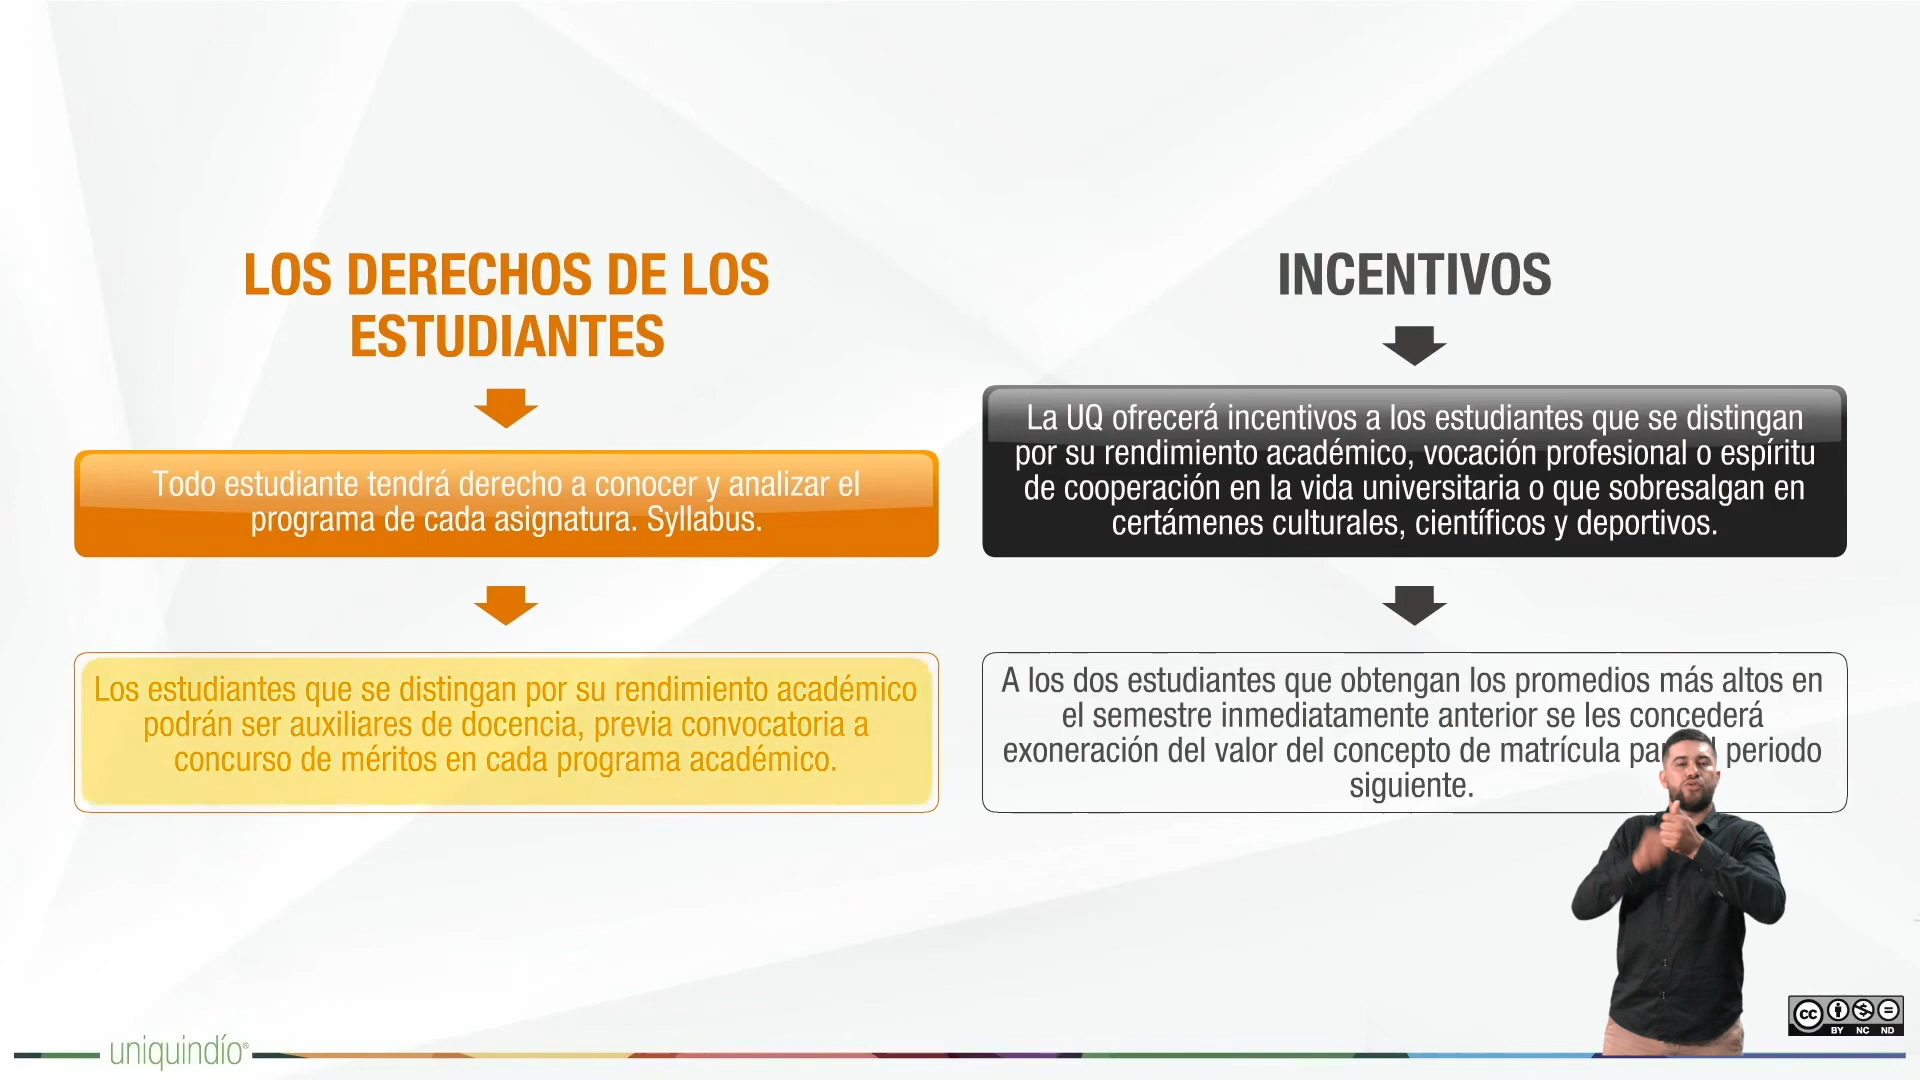 LOS DERECHOS DE LOS
ESTUDIANTES
Todo estudiante tendrá derecho a conocer y analizar el
programa de cada asignatura. Syllabus.
Los estudiantes que se distingan por su rendimiento académico
podrán ser auxiliares de docencia, previa convocatoria a
concurso de méritos en cada programa académico.
INCENTIVOS
La UQ ofrecerá incentivos a los estudiantes que se distingan
por su rendimiento académico, vocación profesional o espíritu
de cooperación en la vida universitaria o que sobresalgan en
certámenes culturales, científicos y deportivos.
A los dos estudiantes que obtengan los promedios más altos en
el semestre inmediatamente anterior se les concederá
exoneración del valor del concepto de matrícula periodo
siguiente.
uniquindío®
cc BY NC ND